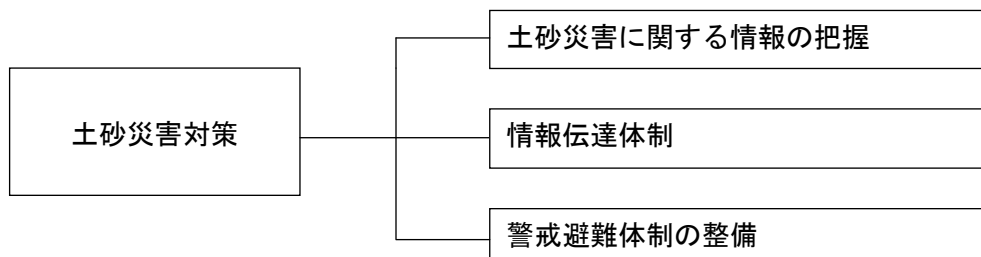 土砂災害に関する情報の把握
土砂災害対策
情報伝達体制
警戒避難体制の整備